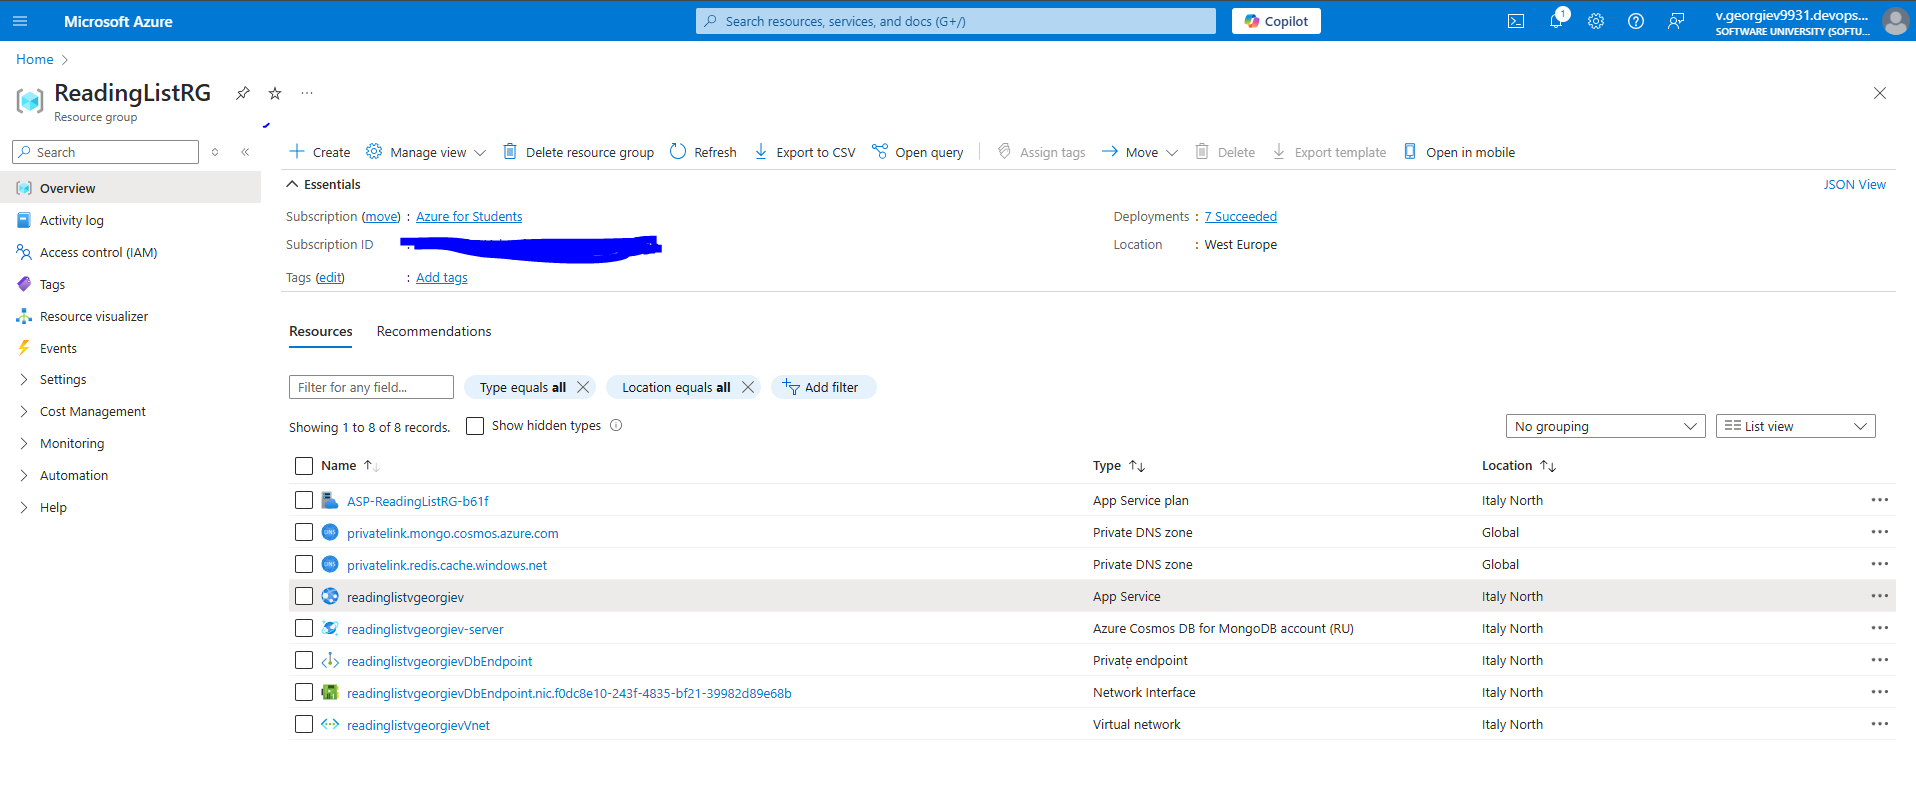 Microsoft Azure
Search resources, services, and docs (G+/)
Copilot
1
v.georgiev9931.devops...
SOFTWARE UNIVERSITY (SOFTU...
Home
ReadingListRG
...
Resource group
Search
Create
Manage view
Delete resource group
Refresh
Export to CSV
Open query
Assign tags
Move
Delete
Export template
Open in mobile
Overview
Activity log
Access control (IAM)
Tags
Resource visualizer
Events
Settings
Cost Management
Monitoring
Automation
Help
Essentials
JSON View
Subscription (move) : Azure for Students
Deployments : 7 Succeeded
Subscription ID
Location : West Europe
Tags (edit) : Add tags
Resources
Recommendations
Filter for any field...
Type equals all
Location equals all
Add filter
Showing 1 to 8 of 8 records.
Show hidden types
No grouping
List view
Name Type Location
ASP-ReadingListRG-b61f App Service plan Italy North
privatelink.mongo.cosmos.azure.com Private DNS zone Global
privatelink.redis.cache.windows.net Private DNS zone Global
readinglistvgeorgiev App Service Italy North
readinglistvgeorgiev-server Azure Cosmos DB for MongoDB account (RU) Italy North
readinglistvgeorgievDbEndpoint Private endpoint Italy North
readinglistvgeorgievDbEndpoint.nic.f0dc8e10-243f-4835-bf21-39982d89e68b Network Interface Italy North
readinglistvgeorgievVnet Virtual network Italy North